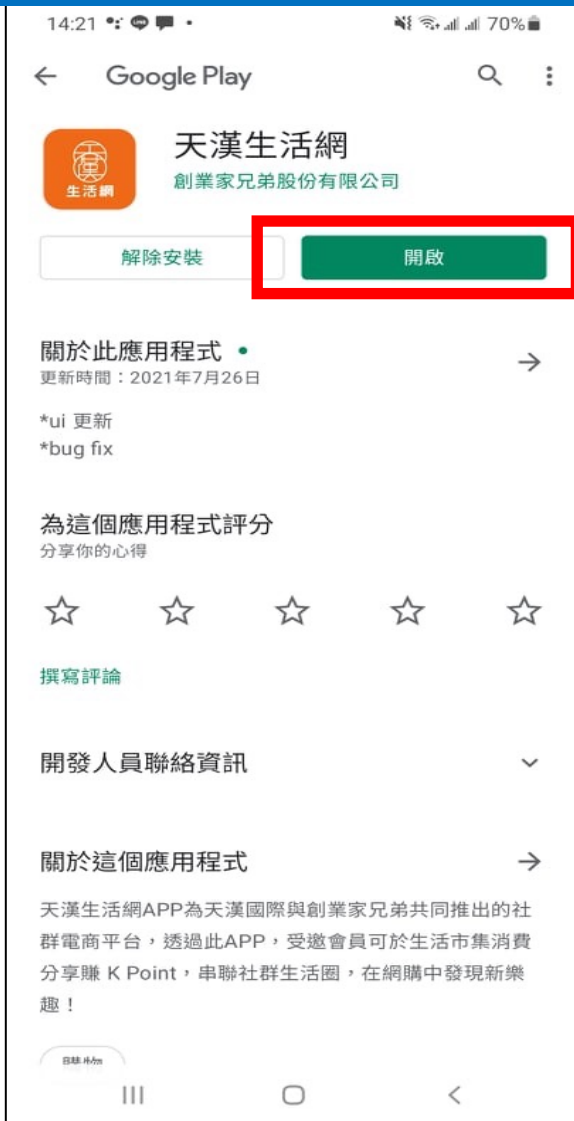 14:21
70%
Google Play
天漢生活網
生活網
創業家兄弟股份有限公司
解除安裝
開啟
關於此應用程式
更新時間：2021年7月26日
*ui 更新
*bug fix
為這個應用程式評分
分享你的心得
撰寫評論
開發人員聯絡資訊
關於這個應用程式
天漢生活網APP為天漢國際與創業家兄弟共同推出的社
群電商平台，透過此APP，受邀會員可於生活市集消費
分享賺 K Point，串聯社群生活圈，在網購中發現新樂
趣！